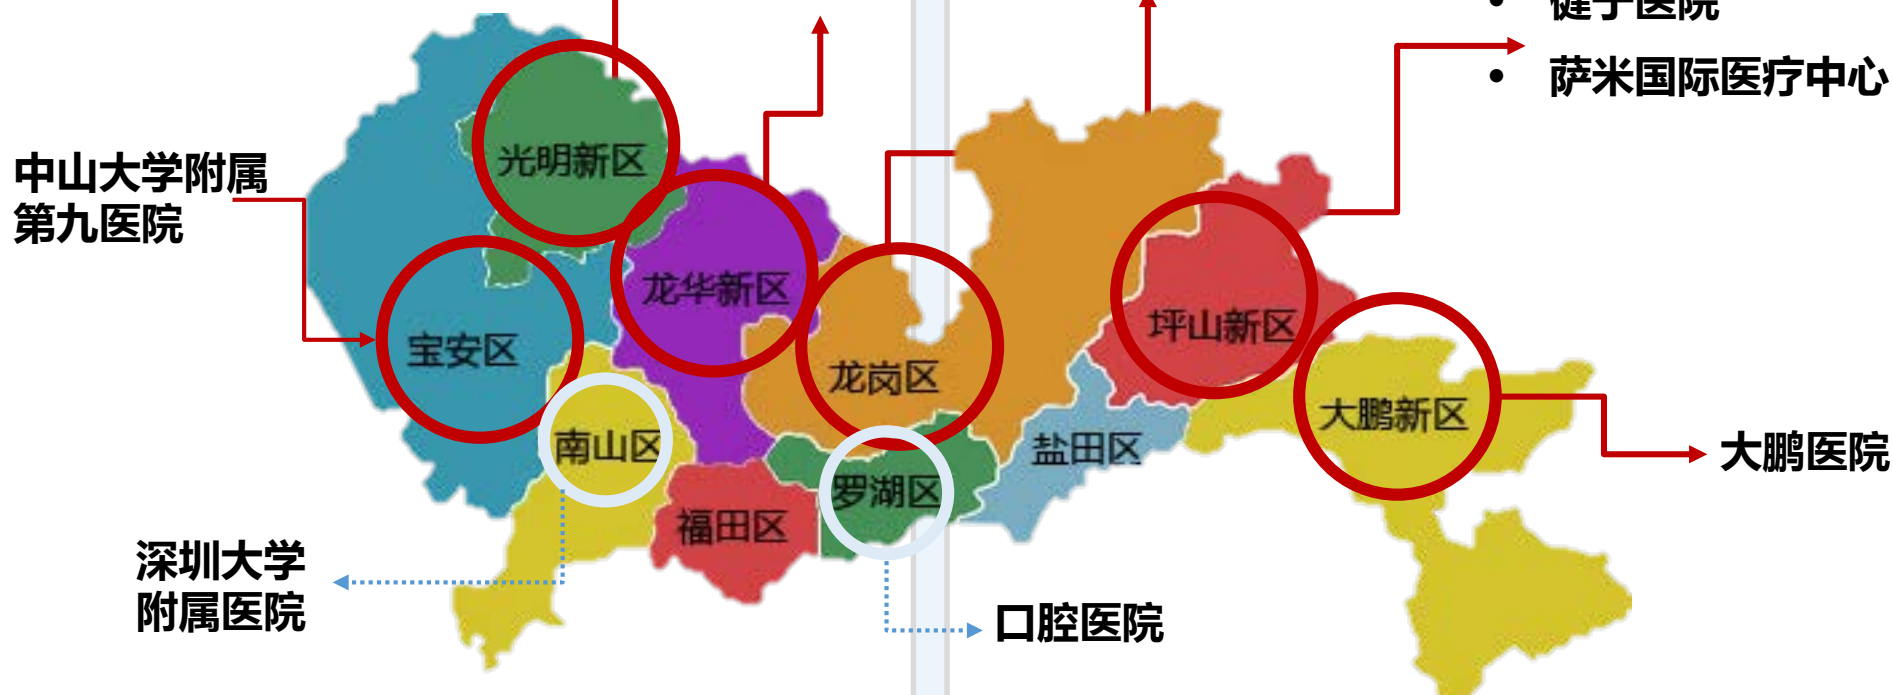 • 萨米国际医疗中心
中山大学附属
第九医院
光明新区
龙华新区
宝安区
龙岗区
坪山新区
大鹏新区
南山区
盐田区
罗湖区
福田区
大鹏医院
深圳大学
附属医院
口腔医院